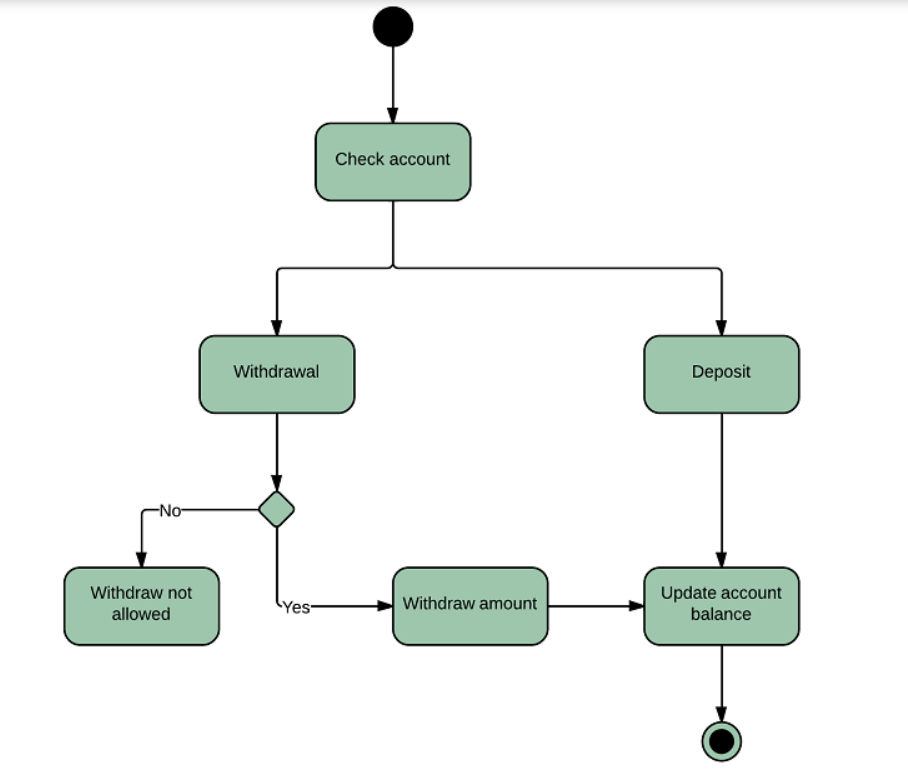 Check account
Withdrawal
Deposit
No
Withdraw not
allowed
Yes
Withdraw amount
Update account
balance